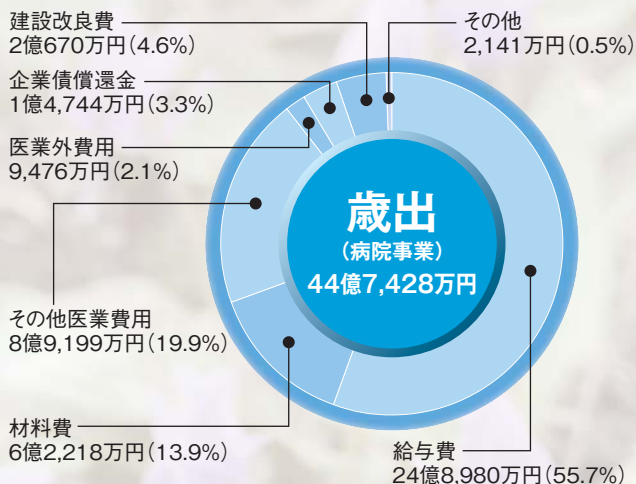 建設改良費
2億670万円(4.6%)
企業債償還金
1億4,744万円(3.3%)
医業外費用
9,476万円(2.1%)
その他医業費用
8億9,199万円(19.9%)
材料費
6億2,218万円(13.9%)
その他
2,141万円(0.5%)
歳出
(病院事業)
44億7,428万円
給与費
24億8,980万円(55.7%)